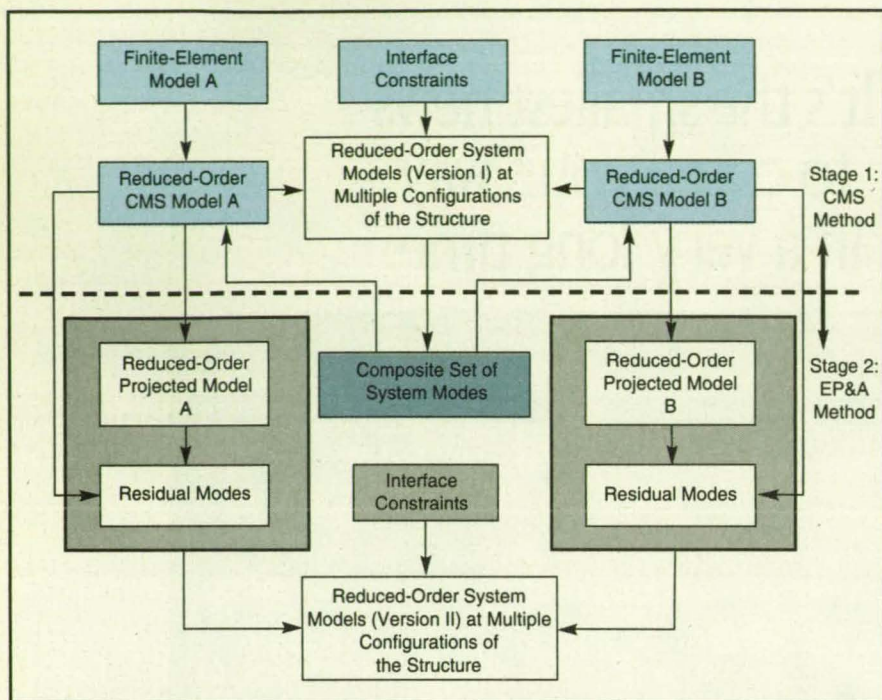 Finite-Element
Model A
Interface
Constraints
Finite-Element
Model B
Reduced-Order
CMS Model A
Reduced-Order System
Models (Version I) at
Multiple Configurations
of the Structure
Reduced-Order
CMS Model B
Stage 1:
CMS
Method
Reduced-Order
Projected Model
A
Composite Set of
System Modes
Reduced-Order
Projected Model
B
Stage 2:
EP&A
Method
Residual Modes
Interface
Constraints
Residual Modes
Reduced-Order System
Models (Version II) at Multiple
Configurations of
the Structure